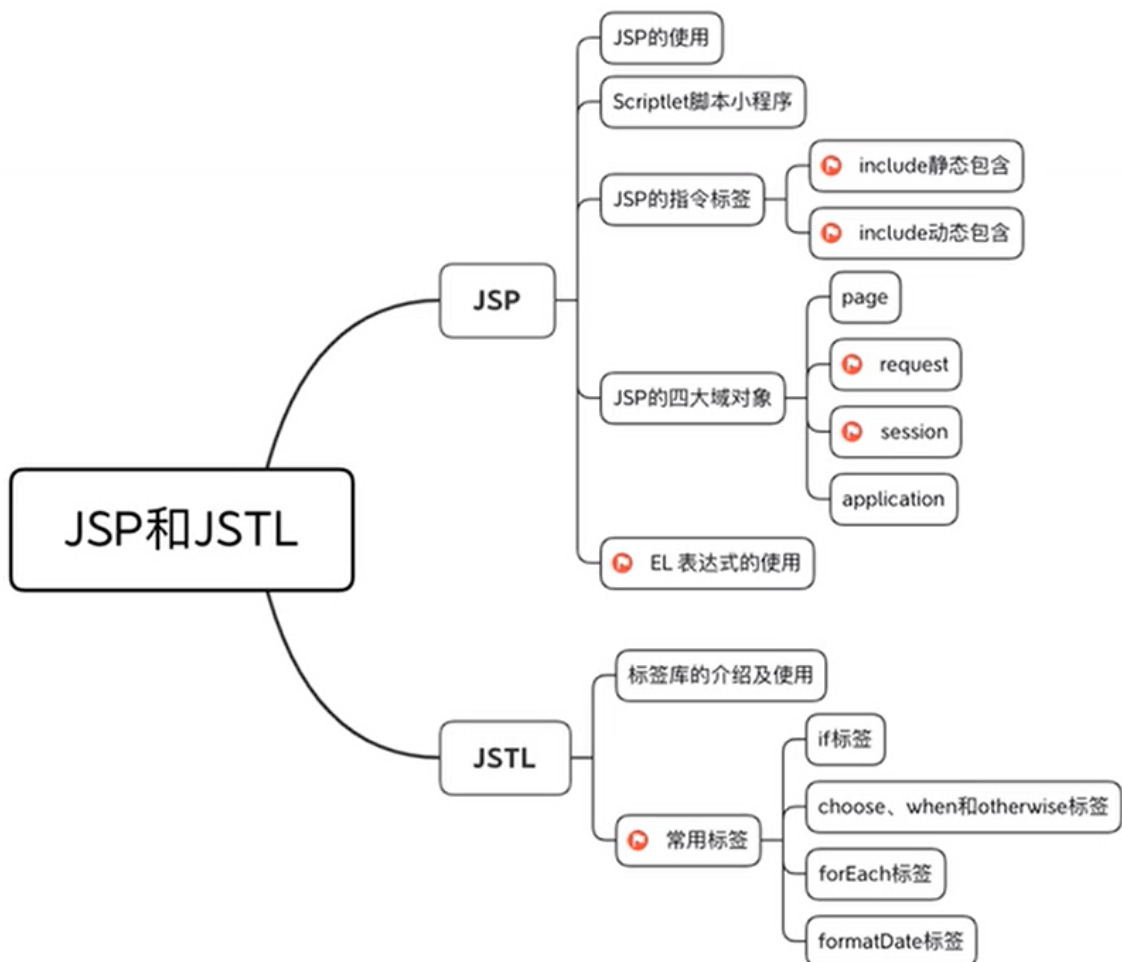 JSP和JSTL
JSP
JSP的使用
Scriptlet脚本小程序
JSP的指令标签
include静态包含
include动态包含
JSP的四大域对象
page
request
session
application
EL 表达式的使用
JSTL
标签库的介绍及使用
常用标签
if标签
choose、when和otherwise标签
forEach标签
formatDate标签